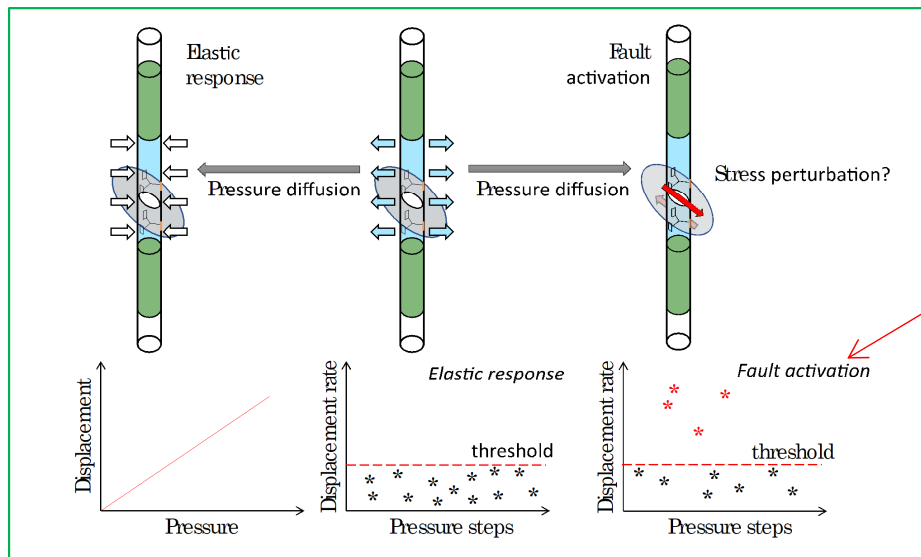 Elastic
response
Fault
activation
Pressure diffusion
Pressure diffusion
Stress perturbation?
Displacement
Pressure
Displacement rate
Elastic response
threshold
Pressure steps
Displacement rate
Fault activation
threshold
Pressure steps